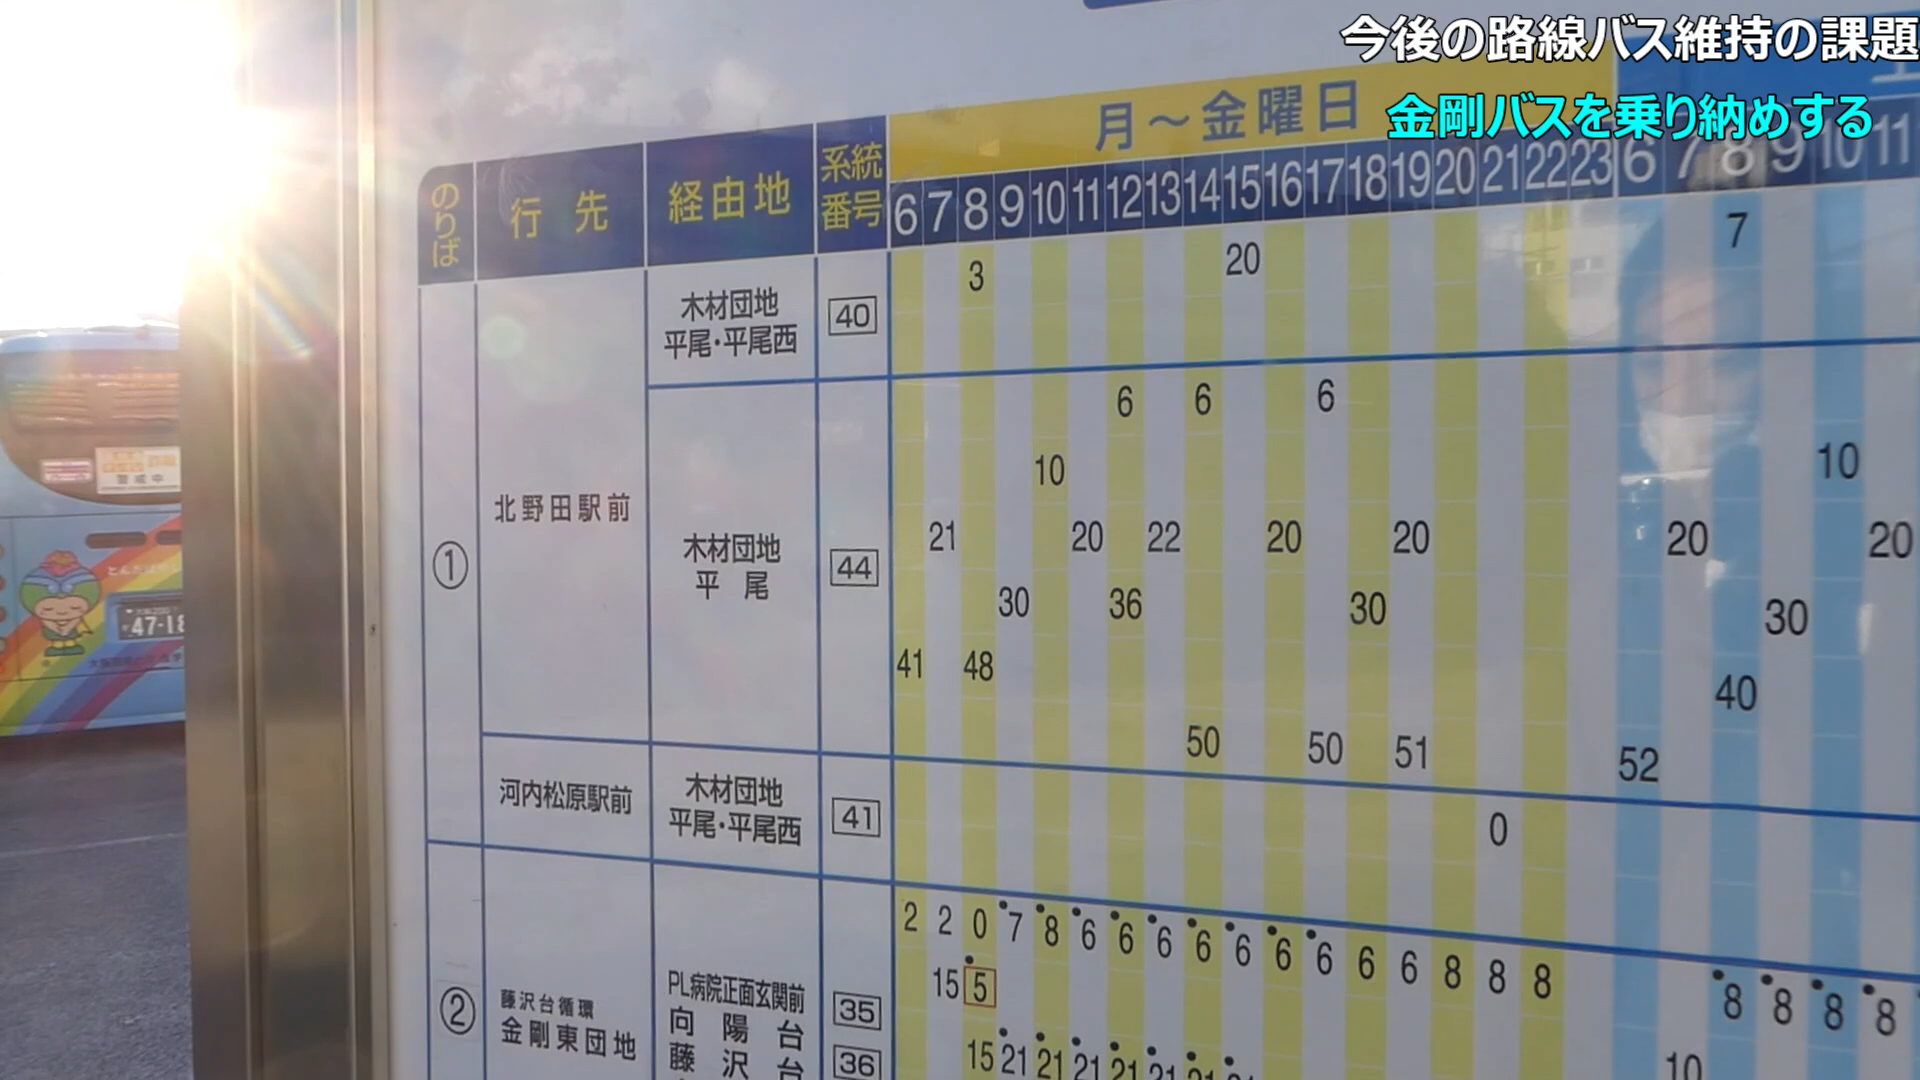 今後の路線バス維持の課題
金剛バスを乗り納めする
月～金曜日
のりば 行先 経由地 系統番号 6 7 8 9 10 11 12 13 14 15 16 17 18 19 20 21 22 23 6 7 8 9 10 11
3 20 7
木材団地
平尾・平尾西
40
6 6 6
10 10
北野田駅前
21 20 22 20 20 20 20
木材団地
平尾
44
①
30 36 30 30
41 48 40
50 50 51 52
河内松原駅前
木材団地
平尾・平尾西
41
0
2 2 0 7 8 6 6 6 6 6 6 6 6 6 8 8 8 8 8 8 8
15 5
②
藤沢台循環
金剛東団地
PL病院正面玄関前
向陽台
藤沢台
35
36
15 21 21 21 21 21 21
10
警戒中
47-18